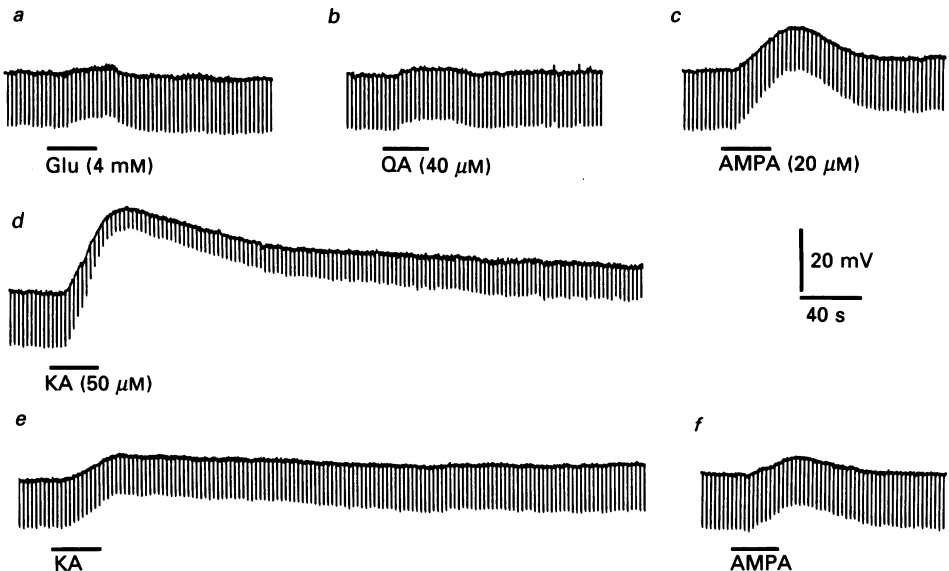 a
b
c
Glu (4 mM)
QA (40 μM)
AMPA (20 μM)
d
20 mV
40 s
KA (50 μM)
e
f
KA
AMPA